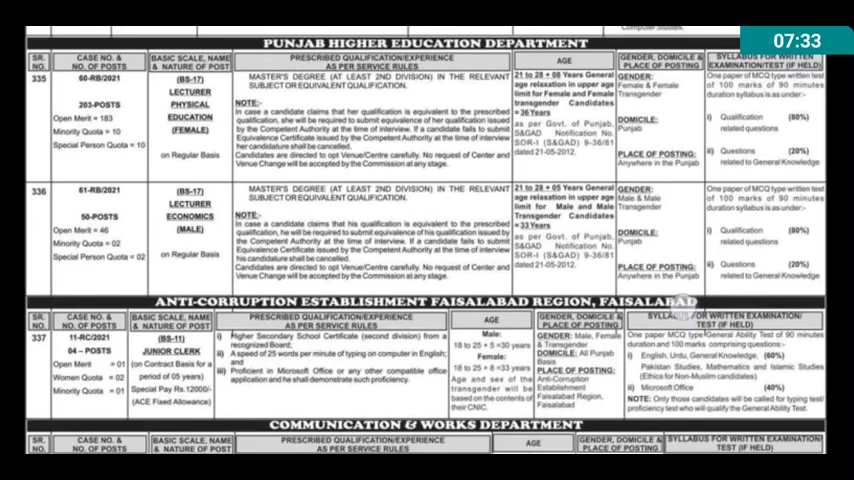 07:33
PUNJAB HIGHER EDUCATION DEPARTMENT
SR. NO.
CASE NO. & NO. OF POSTS
BASIC SCALE, NAME & NATURE OF POST
PRESCRIBED QUALIFICATION/EXPERIENCE AS PER SERVICE RULES
AGE
GENDER, DOMICILE & PLACE OF POSTING
SYLLABUS FOR WRITTEN EXAMINATION/TEST (IF HELD)
335
60-RB/2021
203-POSTS
Open Merit = 183
Minority Quota = 10
Special Person Quota = 10
(BS-17)
LECTURER
PHYSICAL
EDUCATION
(FEMALE)
on Regular Basis
MASTER'S DEGREE (AT LEAST 2ND DIVISION) IN THE RELEVANT
SUBJECT OR EQUIVALENT QUALIFICATION.
NOTE:-
In case a candidate claims that her qualification is equivalent to the prescribed
qualification, she will be required to submit equivalence of her qualification issued
by the Competent Authority at the time of interview. If a candidate fails to submit
Equivalence Certificate issued by the Competent Authority at the time of interview
her candidature shall be cancelled.
Candidates are directed to opt Venue/Centre carefully. No request of Center and
Venue Change will be accepted by the Commission at any stage.
21 to 28 + 08 Years General
age relaxation in upper age
limit for Female and Female
transgender Candidates
= 36 Years
as per Govt. of Punjab,
S&GAD Notification No.
SOR-I (S&GAD) 9-36/81
dated 21-05-2012.
GENDER:
Female & Female
Transgender
DOMICILE:
Punjab
PLACE OF POSTING:
Anywhere in the Punjab
One paper of MCQ type written test
of 100 marks of 90 minutes
duration syllabus is as under:-
i) Qualification (80%)
related questions
ii) Questions (20%)
related to General Knowledge
336
61-RB/2021
50-POSTS
Open Merit = 46
Minority Quota = 02
Special Person Quota = 02
(BS-17)
LECTURER
ECONOMICS
(MALE)
on Regular Basis
MASTER'S DEGREE (AT LEAST 2ND DIVISION) IN THE RELEVANT
SUBJECT OR EQUIVALENT QUALIFICATION.
NOTE:-
In case a candidate claims that his qualification is equivalent to the prescribed
qualification, he will be required to submit equivalence of his qualification issued by
the Competent Authority at the time of interview. If a candidate fails to submit
Equivalence Certificate issued by the Competent Authority at the time of interview
his candidature shall be cancelled.
Candidates are directed to opt Venue/Centre carefully. No request of Center and
Venue Change will be accepted by the Commission at any stage.
21 to 28 + 05 Years General
age relaxation in upper age
limit for Male and Male
Transgender Candidates
= 33 Years
as per Govt. of Punjab,
S&GAD Notification No.
SOR-I (S&GAD) 9-36/81
dated 21-05-2012.
GENDER:
Male & Male
Transgender
DOMICILE:
Punjab
PLACE OF POSTING:
Anywhere in the Punjab
One paper of MCQ type written test
of 100 marks of 90 minutes
duration syllabus is as under:-
i) Qualification (80%)
related questions
ii) Questions (20%)
related to General Knowledge
ANTI-CORRUPTION ESTABLISHMENT FAISALABAD REGION, FAISALABAD
SR. NO.
CASE NO. & NO. OF POSTS
BASIC SCALE, NAME & NATURE OF POST
PRESCRIBED QUALIFICATION/EXPERIENCE AS PER SERVICE RULES
AGE
GENDER, DOMICILE & PLACE OF POSTING
SYLLABUS FOR WRITTEN EXAMINATION/ TEST (IF HELD)
337
11-RC/2021
04 – POSTS
Open Merit = 01
Women Quota = 02
Minority Quota = 01
(BS-11)
JUNIOR CLERK
(on Contract Basis for a
period of 05 years)
Special Pay Rs.12000/-
(ACE Fixed Allowance)
i) Higher Secondary School Certificate (second division) from a
recognized Board;
ii) A speed of 25 words per minute of typing on computer in English;
and
iii) Proficient in Microsoft Office or any other compatible office
application and he shall demonstrate such proficiency.
Male:
18 to 25 + 5 =30 years
Female:
18 to 25 + 8 =33 years
Age and sex of the
transgender will be
based on the contents of
their CNIC.
GENDER: Male, Female
& Transgender
DOMICILE: All Punjab
Basis
PLACE OF POSTING:
Anti-Corruption
Establishment
Faisalabad Region,
Faisalabad
One paper MCQ type General Ability Test of 90 minutes
duration and 100 marks comprising questions:-
i) English, Urdu, General Knowledge, (60%)
Pakistan Studies, Mathematics and Islamic Studies
(Ethics for Non-Muslim candidates)
ii) Microsoft Office (40%)
NOTE: Only those candidates will be called for typing test/
proficiency test who will qualify the General Ability Test.
COMMUNICATION & WORKS DEPARTMENT
SR. NO.
CASE NO. & NO. OF POSTS
BASIC SCALE, NAME & NATURE OF POST
PRESCRIBED QUALIFICATION/EXPERIENCE AS PER SERVICE RULES
AGE
GENDER, DOMICILE & PLACE OF POSTING
SYLLABUS FOR WRITTEN EXAMINATION/ TEST (IF HELD)